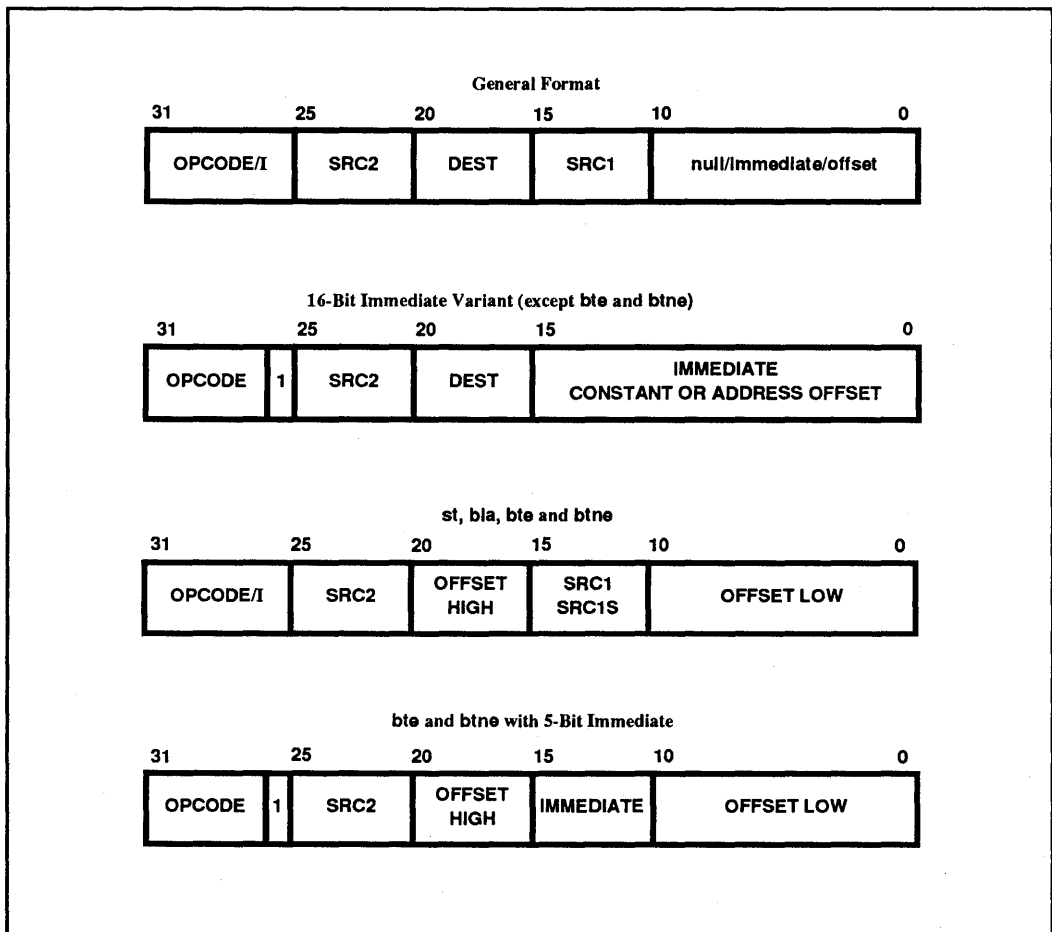 General Format
31 25 20 15 10 0
OPCODE/I SRC2 DEST SRC1 null/immediate/offset
16-Bit Immediate Variant (except bte and btne)
31 25 20 15 0
OPCODE 1 SRC2 DEST IMMEDIATE
CONSTANT OR ADDRESS OFFSET
st, bla, bte and btne
31 25 20 15 10 0
OPCODE/I SRC2 OFFSET
HIGH SRC1
SRC1S OFFSET LOW
bte and btne with 5-Bit Immediate
31 25 20 15 10 0
OPCODE 1 SRC2 OFFSET
HIGH IMMEDIATE OFFSET LOW